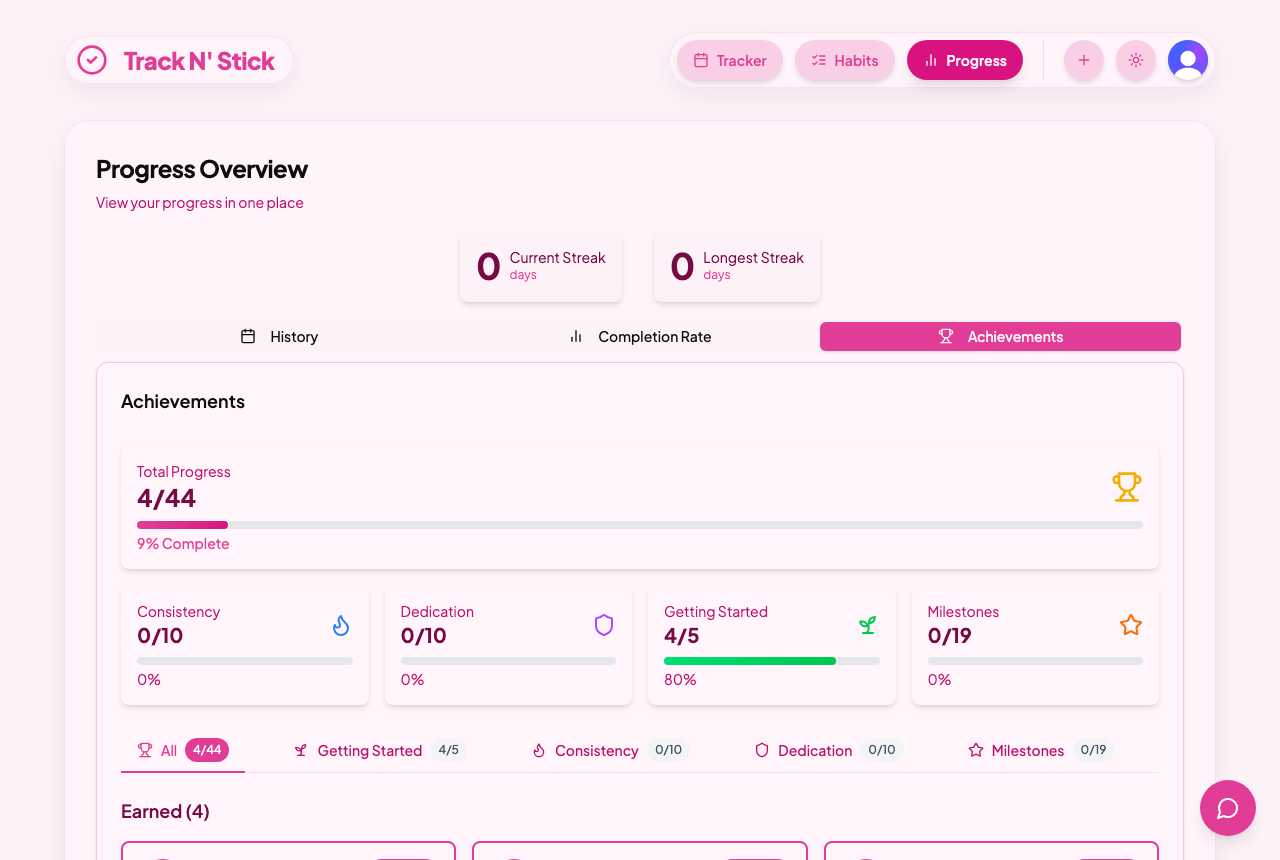 Track N' Stick
Tracker
Habits
Progress
Progress Overview
View your progress in one place
0
Current Streak
days
0
Longest Streak
days
History
Completion Rate
Achievements
Achievements
Total Progress
4/44
9% Complete
Consistency
0/10
0%
Dedication
0/10
0%
Getting Started
4/5
80%
Milestones
0/19
0%
All 4/44
Getting Started 4/5
Consistency 0/10
Dedication 0/10
Milestones 0/19
Earned (4)